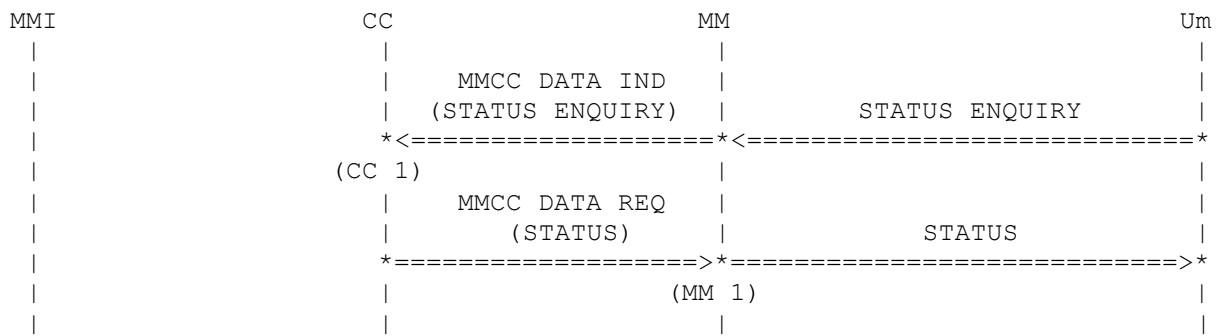 MMI CC MM Um
MMCC DATA IND
(STATUS ENQUIRY) STATUS ENQUIRY
(CC 1)
MMCC DATA REQ
(STATUS) STATUS
(MM 1)